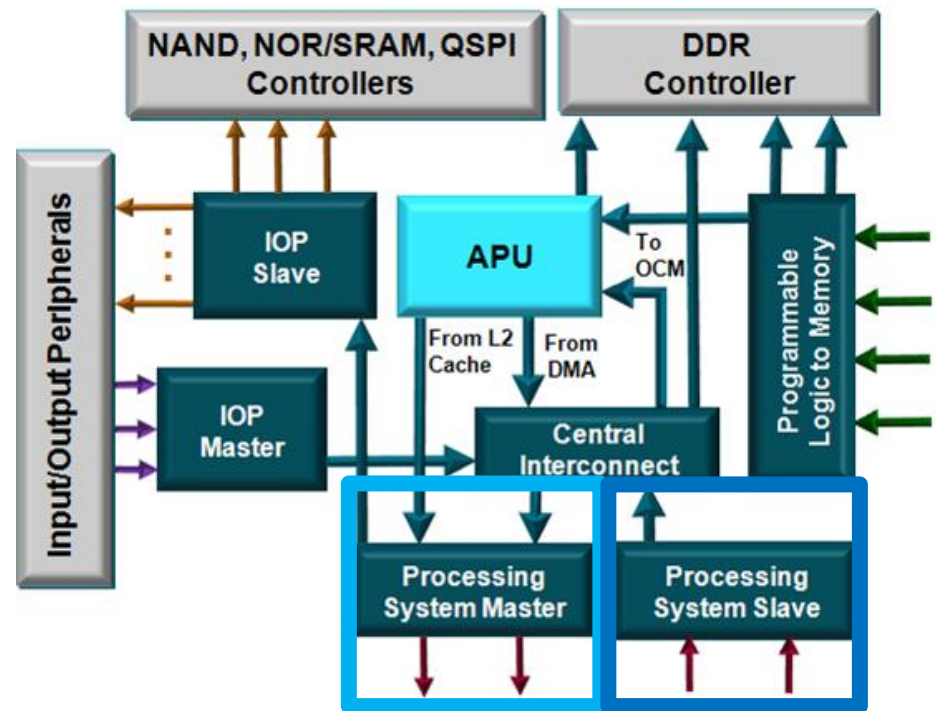 NAND, NOR/SRAM, QSPI
Controllers
DDR
Controller
Input/Output Perlpherals
IOP
Slave
APU
To
OCM
Programmable
Logic to Memory
From L2
Cache
From
DMA
IOP
Master
Central
Interconnect
Processing
System Master
Processing
System Slave